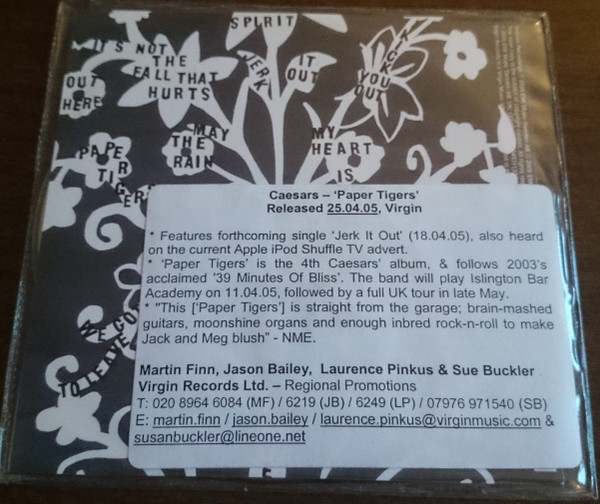 SPIRIT
IT'S NOT
THE
FALL THAT
HURTS
JERK
IT
OUT
KICK
YOU
OUT
OUT
HERE
PAPER
TIGERS
MAY
THE
RAIN
MY
HEART
IS
WE GOT
TO LEAVE
Caesars – 'Paper Tigers'
Released 25.04.05, Virgin
* Features forthcoming single 'Jerk It Out' (18.04.05), also heard
on the current Apple iPod Shuffle TV advert.
* 'Paper Tigers' is the 4th Caesars' album, & follows 2003's
acclaimed '39 Minutes Of Bliss'. The band will play Islington Bar
Academy on 11.04.05, followed by a full UK tour in late May.
* "This ['Paper Tigers'] is straight from the garage; brain-mashed
guitars, moonshine organs and enough inbred rock-n-roll to make
Jack and Meg blush" - NME.
Martin Finn, Jason Bailey, Laurence Pinkus & Sue Buckler
Virgin Records Ltd. – Regional Promotions
T: 020 8964 6084 (MF) / 6219 (JB) / 6249 (LP) / 07976 971540 (SB)
E: martin.finn / jason.bailey / laurence.pinkus@virginmusic.com &
susanbuckler@lineone.net